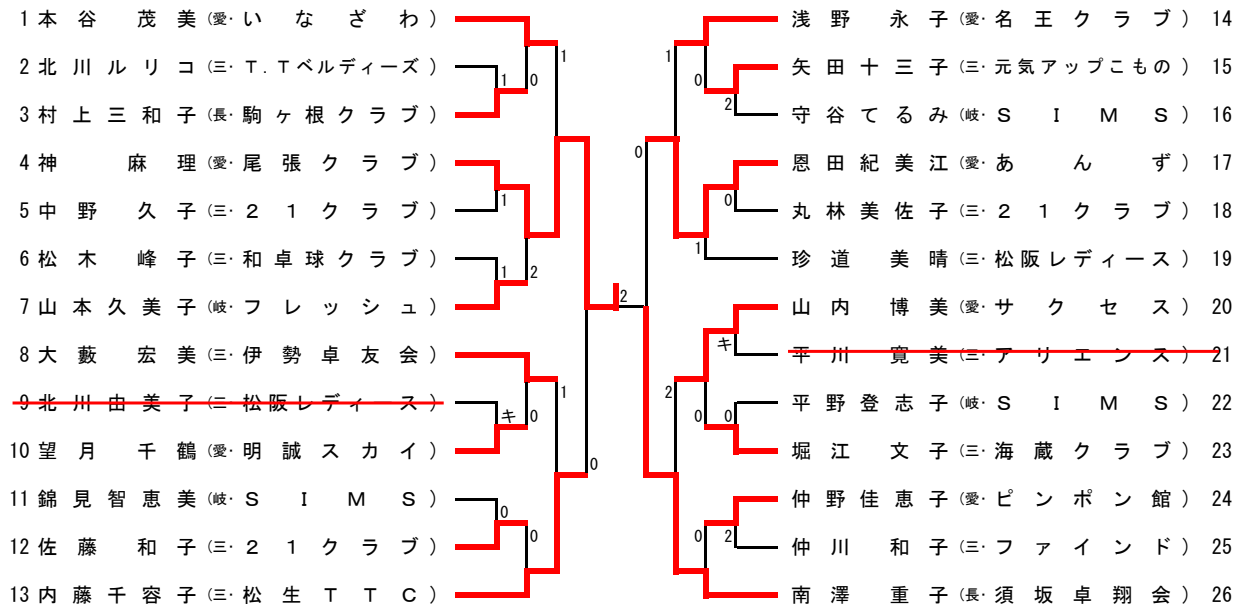 1 本谷 茂美 (愛・いなざわ)
2 北川ルリコ (三・T.Tベルディーズ)
3 村上三和子 (長・駒ヶ根クラブ)
4 神 麻理 (愛・尾張クラブ)
5 中野 久子 (三・21クラブ)
6 松木 峰子 (三・和卓球クラブ)
7 山本久美子 (岐・フレッシュ)
8 大藪 宏美 (三・伊勢卓友会)
9 北川由美子 (三・松阪レディース)
10 望月 千鶴 (愛・明誠スカイ)
11 錦見智恵美 (岐・SIMS)
12 佐藤 和子 (三・21クラブ)
13 内藤千容子 (三・松生TTC)
1
1 0
1
1 2
2
キ 0
1
0
0 0
浅野 永子 (愛・名王クラブ) 14
矢田十三子 (三・元気アップこもの) 15
守谷てるみ (岐・SIMS) 16
恩田紀美江 (愛・あんず) 17
丸林美佐子 (三・21クラブ) 18
珍道 美晴 (三・松阪レディース) 19
山内 博美 (愛・サクセス) 20
平川 寛美 (三・アリエンス) 21
平野登志子 (岐・SIMS) 22
堀江 文子 (三・海蔵クラブ) 23
仲野佳恵子 (愛・ピンポン館) 24
仲川 和子 (三・ファインド) 25
南澤 重子 (長・須坂卓翔会) 26
1
0
2
0
0
1
キ
2
0 0
0 2